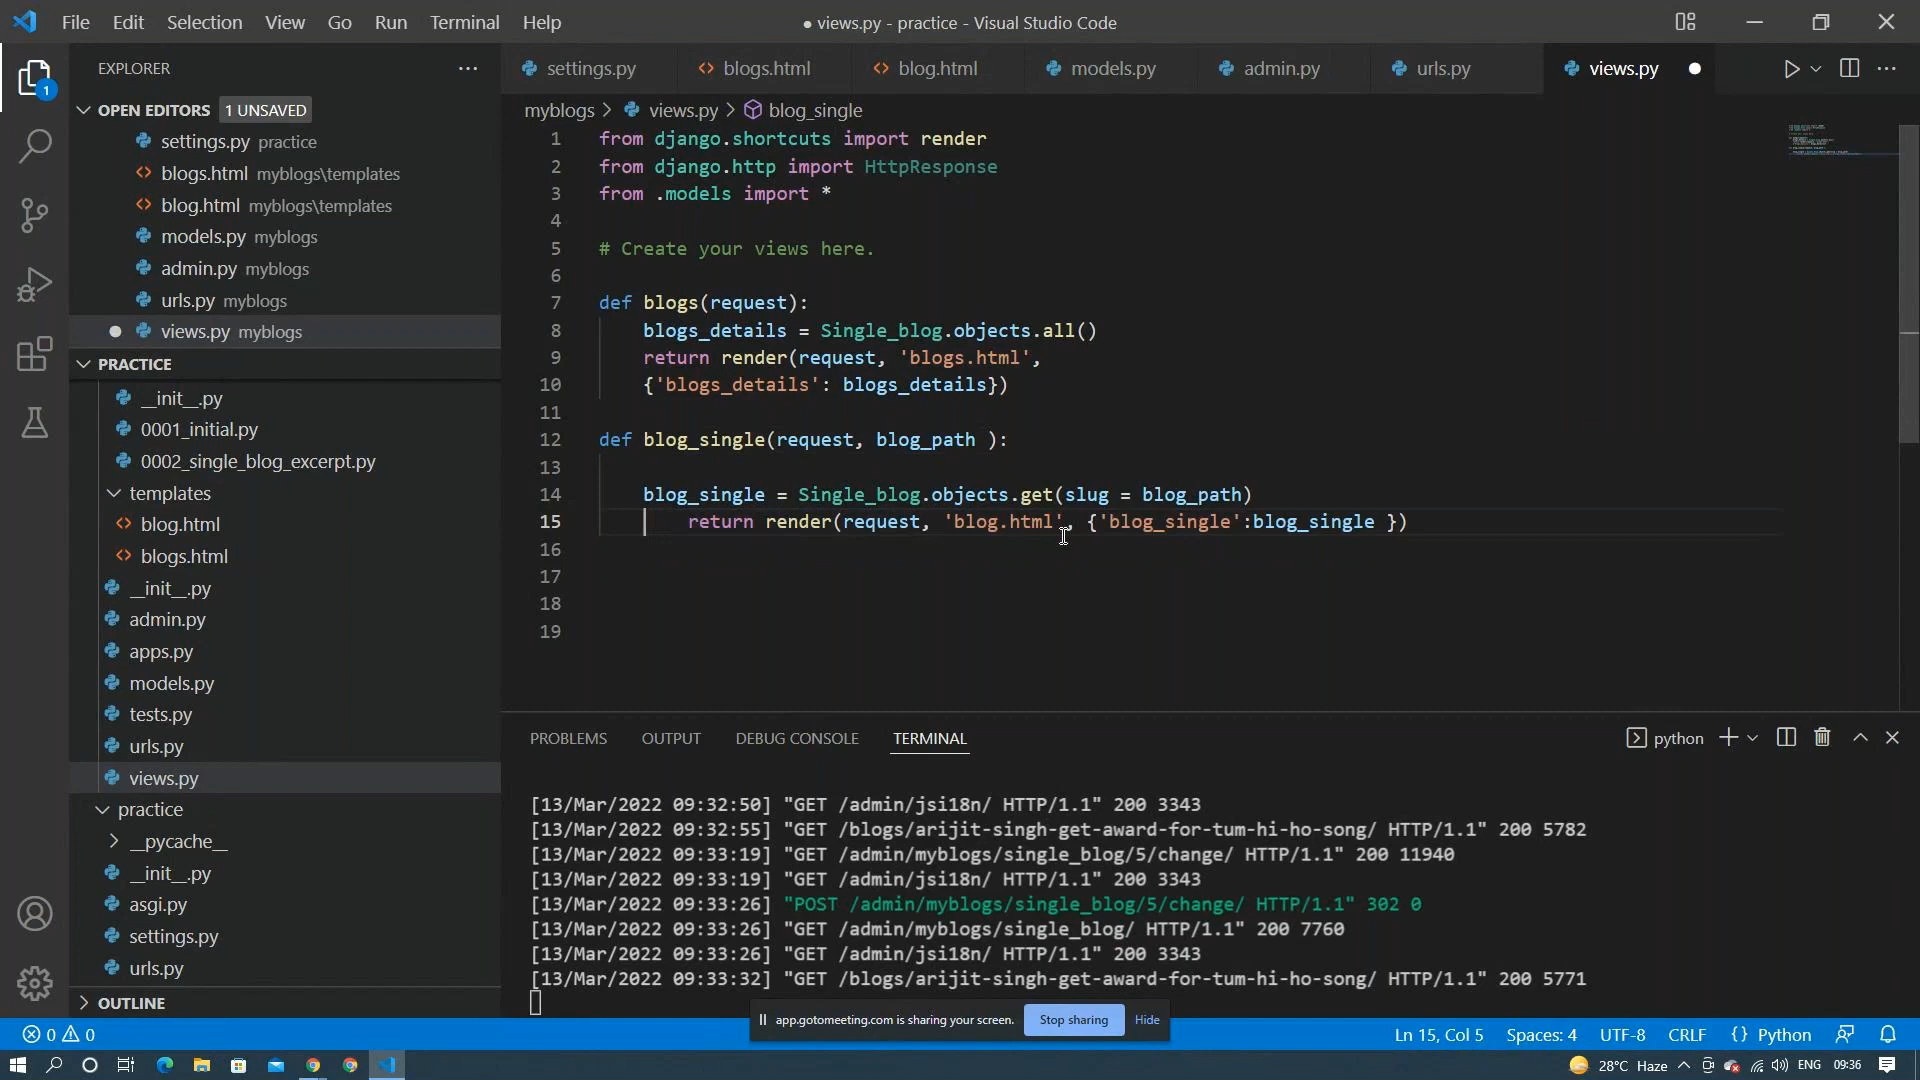 File Edit Selection View Go Run Terminal Help
● views.py - practice - Visual Studio Code
EXPLORER
settings.py
blogs.html
blog.html
models.py
admin.py
urls.py
views.py
1
OPEN EDITORS 1 UNSAVED
settings.py practice
blogs.html myblogs\templates
blog.html myblogs\templates
models.py myblogs
admin.py myblogs
urls.py myblogs
views.py myblogs
PRACTICE
__init__.py
0001_initial.py
0002_single_blog_excerpt.py
templates
blog.html
blogs.html
__init__.py
admin.py
apps.py
models.py
tests.py
urls.py
views.py
practice
__pycache__
__init__.py
asgi.py
settings.py
urls.py
OUTLINE
myblogs > views.py > blog_single
1 from django.shortcuts import render
2 from django.http import HttpResponse
3 from .models import *
4
5 # Create your views here.
6
7 def blogs(request):
8 blogs_details = Single_blog.objects.all()
9 return render(request, 'blogs.html',
10 {'blogs_details': blogs_details})
11
12 def blog_single(request, blog_path ):
13
14 blog_single = Single_blog.objects.get(slug = blog_path)
15 return render(request, 'blog.html', {'blog_single':blog_single })
16
17
18
19
PROBLEMS OUTPUT DEBUG CONSOLE TERMINAL
python
[13/Mar/2022 09:32:50] "GET /admin/jsi18n/ HTTP/1.1" 200 3343
[13/Mar/2022 09:32:55] "GET /blogs/arijit-singh-get-award-for-tum-hi-ho-song/ HTTP/1.1" 200 5782
[13/Mar/2022 09:33:19] "GET /admin/myblogs/single_blog/5/change/ HTTP/1.1" 200 11940
[13/Mar/2022 09:33:19] "GET /admin/jsi18n/ HTTP/1.1" 200 3343
[13/Mar/2022 09:33:26] "POST /admin/myblogs/single_blog/5/change/ HTTP/1.1" 302 0
[13/Mar/2022 09:33:26] "GET /admin/myblogs/single_blog/ HTTP/1.1" 200 7760
[13/Mar/2022 09:33:26] "GET /admin/jsi18n/ HTTP/1.1" 200 3343
[13/Mar/2022 09:33:32] "GET /blogs/arijit-singh-get-award-for-tum-hi-ho-song/ HTTP/1.1" 200 5771
app.gotomeeting.com is sharing your screen. Stop sharing Hide
0 0
Ln 15, Col 5 Spaces: 4 UTF-8 CRLF {} Python
28°C Haze ENG 09:36